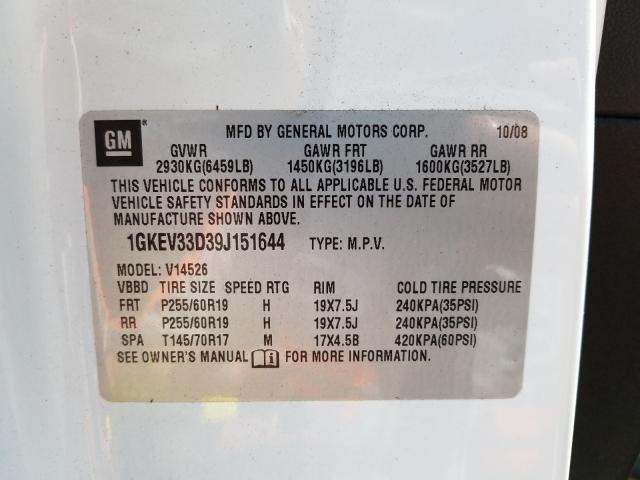 GM ® MFD BY GENERAL MOTORS CORP. 10/08
GVWR GAWR FRT GAWR RR
2930KG(6459LB) 1450KG(3196LB) 1600KG(3527LB)
THIS VEHICLE CONFORMS TO ALL APPLICABLE U.S. FEDERAL MOTOR
VEHICLE SAFETY STANDARDS IN EFFECT ON THE DATE OF
MANUFACTURE SHOWN ABOVE.
1GKEV33D39J151644 TYPE: M.P.V.
MODEL: V14526
VBBD TIRE SIZE SPEED RTG RIM COLD TIRE PRESSURE
FRT P255/60R19 H 19X7.5J 240KPA(35PSI)
RR P255/60R19 H 19X7.5J 240KPA(35PSI)
SPA T145/70R17 M 17X4.5B 420KPA(60PSI)
SEE OWNER'S MANUAL i FOR MORE INFORMATION.